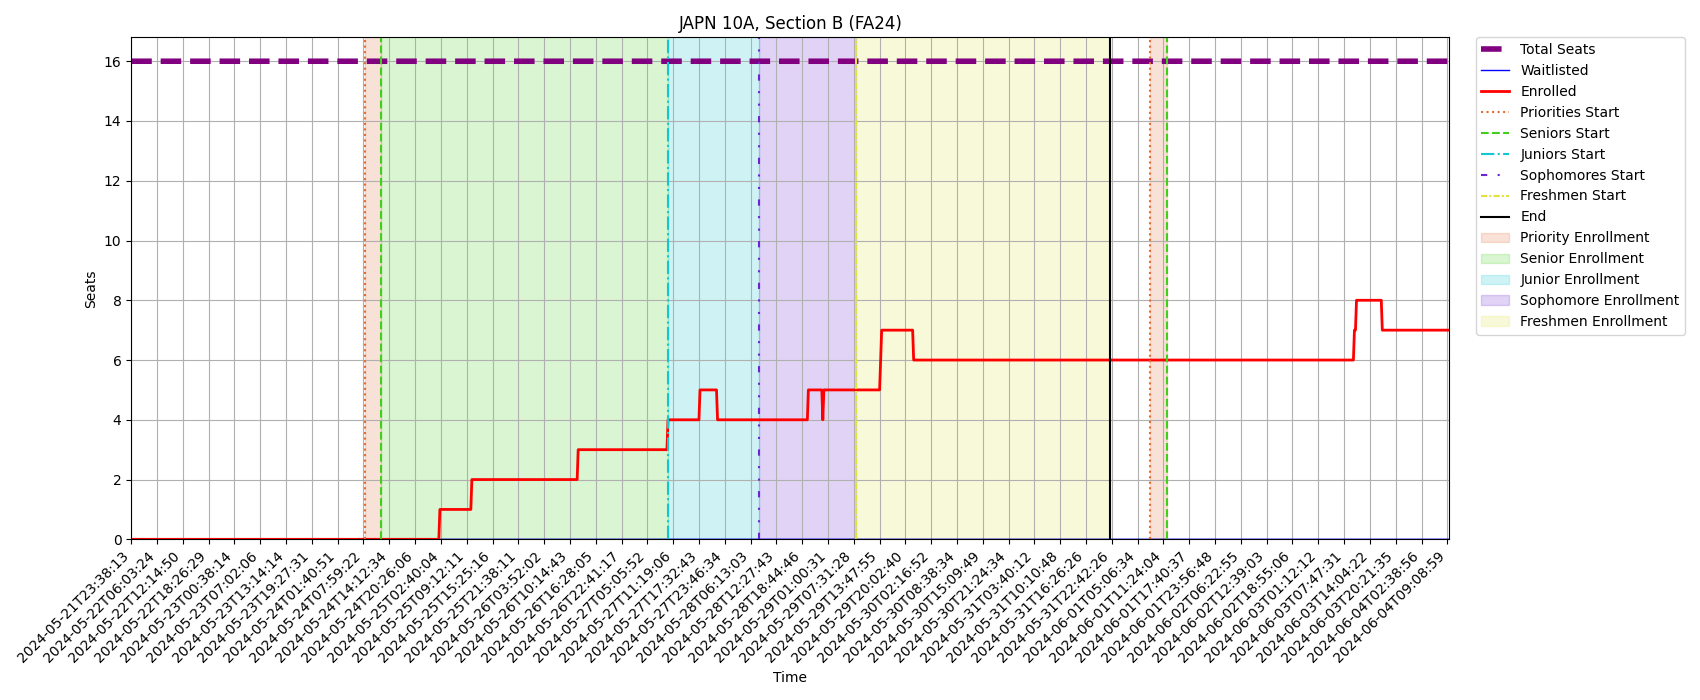 JAPN 10A, Section B (FA24)
Seats
16
14
12
10
8
6
4
2
0
2024-05-21T23:38:13
2024-05-22T06:03:24
2024-05-22T12:14:50
2024-05-22T18:26:29
2024-05-23T00:38:14
2024-05-23T07:02:06
2024-05-23T13:14:14
2024-05-23T19:27:31
2024-05-24T01:40:51
2024-05-24T07:59:22
2024-05-24T14:12:34
2024-05-24T20:26:06
2024-05-25T02:40:04
2024-05-25T09:12:11
2024-05-25T15:25:16
2024-05-25T21:38:11
2024-05-26T03:52:02
2024-05-26T10:14:43
2024-05-26T16:28:05
2024-05-26T22:41:17
2024-05-27T05:05:52
2024-05-27T11:19:06
2024-05-27T17:32:43
2024-05-27T23:46:34
2024-05-28T06:13:03
2024-05-28T12:27:43
2024-05-28T18:44:46
2024-05-29T01:00:31
2024-05-29T07:31:28
2024-05-29T13:47:55
2024-05-29T20:02:40
2024-05-30T02:16:52
2024-05-30T08:38:34
2024-05-30T15:09:49
2024-05-30T21:24:34
2024-05-31T03:40:12
2024-05-31T10:10:48
2024-05-31T16:26:26
2024-05-31T22:42:26
2024-06-01T05:06:34
2024-06-01T11:24:04
2024-06-01T17:40:37
2024-06-01T23:56:48
2024-06-02T06:22:55
2024-06-02T12:39:03
2024-06-02T18:55:06
2024-06-03T01:12:12
2024-06-03T07:47:31
2024-06-03T14:04:22
2024-06-03T20:21:35
2024-06-04T02:38:56
2024-06-04T09:08:59
Time
Total Seats
Waitlisted
Enrolled
Priorities Start
Seniors Start
Juniors Start
Sophomores Start
Freshmen Start
End
Priority Enrollment
Senior Enrollment
Junior Enrollment
Sophomore Enrollment
Freshmen Enrollment